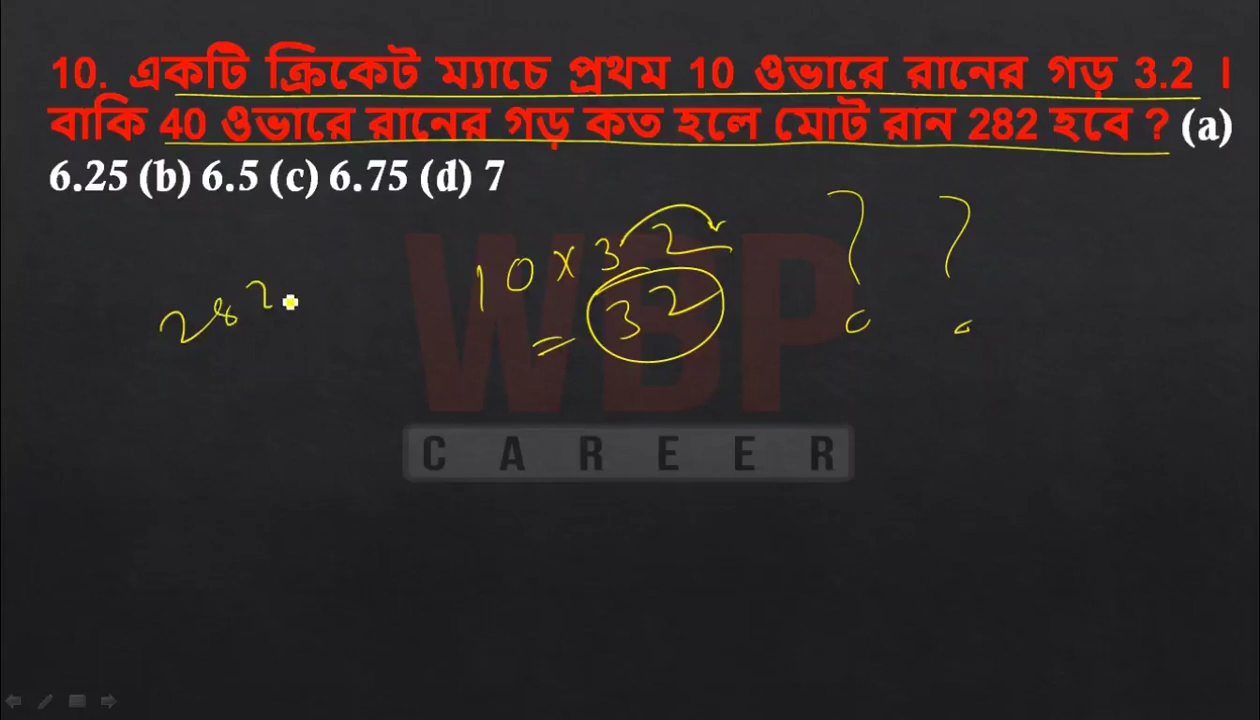 10. একটি ক্রিকেট ম্যাচে প্রথম 10 ওভারে রানের গড় 3.2 ।
বাকি 40 ওভারে রানের গড় কত হলে মোট রান 282 হবে ? (a)
6.25 (b) 6.5 (c) 6.75 (d) 7
10 × 3 2 ? ?
282
= 32
WBP
CAREER